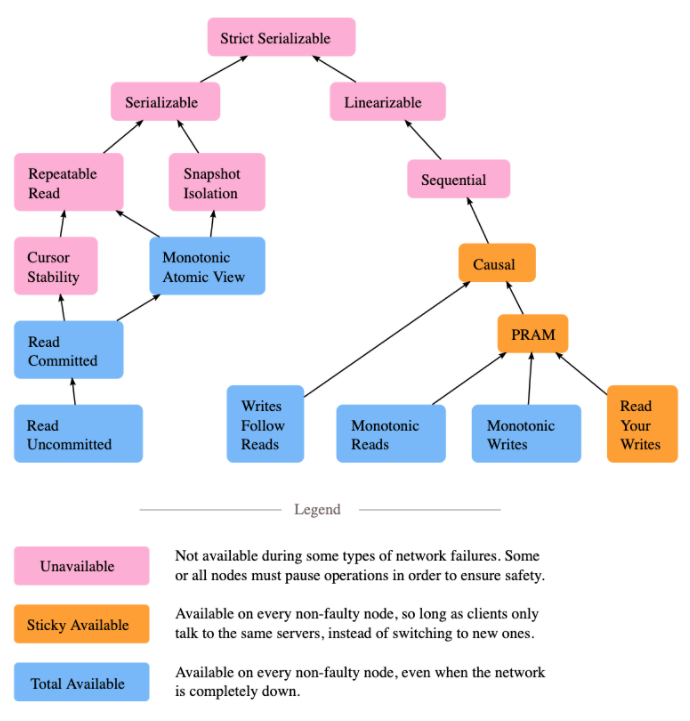 Strict Serializable
Serializable
Linearizable
Repeatable
Read
Snapshot
Isolation
Sequential
Cursor
Stability
Monotonic
Atomic View
Causal
Read
Committed
PRAM
Read
Uncommitted
Writes
Follow
Reads
Monotonic
Reads
Monotonic
Writes
Read
Your
Writes
Legend
Unavailable
Not available during some types of network failures. Some
or all nodes must pause operations in order to ensure safety.
Sticky Available
Available on every non-faulty node, so long as clients only
talk to the same servers, instead of switching to new ones.
Total Available
Available on every non-faulty node, even when the network
is completely down.